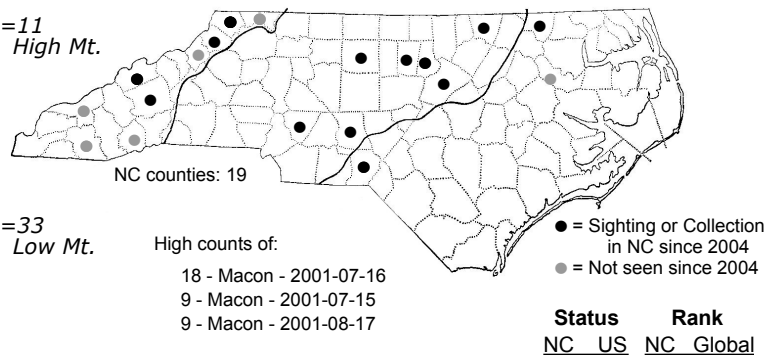 =11
High Mt.
NC counties: 19
=33
Low Mt.
High counts of:
18 - Macon - 2001-07-16
9 - Macon - 2001-07-15
9 - Macon - 2001-08-17
= Sighting or Collection
in NC since 2004
= Not seen since 2004
Status Rank
NC US NC Global